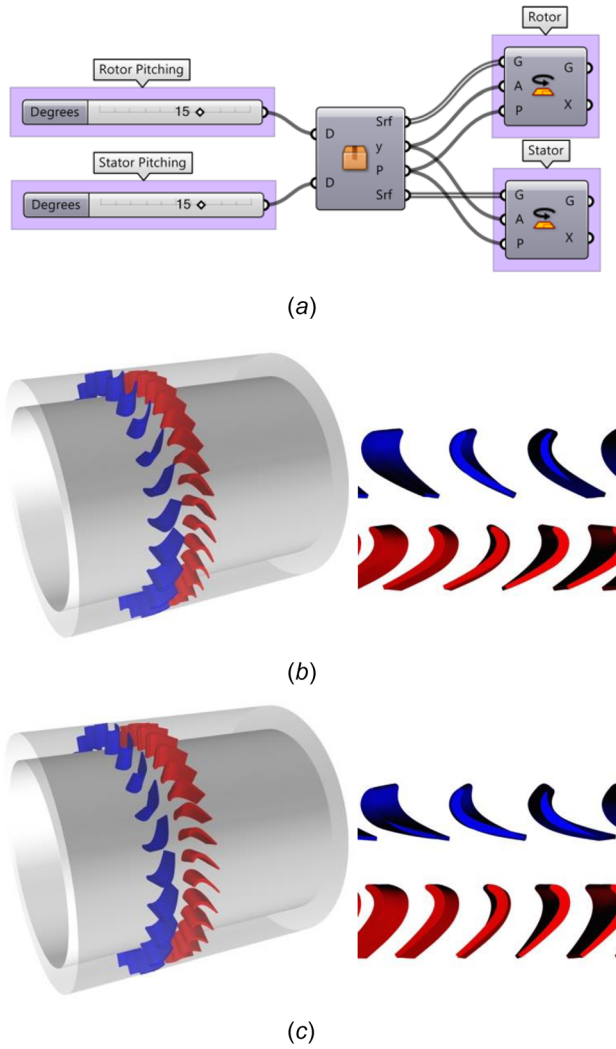 Rotor
Rotor Pitching
G
G
Degrees
15
A
D
Srf
P
X
y
Stator Pitching
Stator
D
P
Srf
G
G
Degrees
15
A
P
X
(a)
(b)
(c)